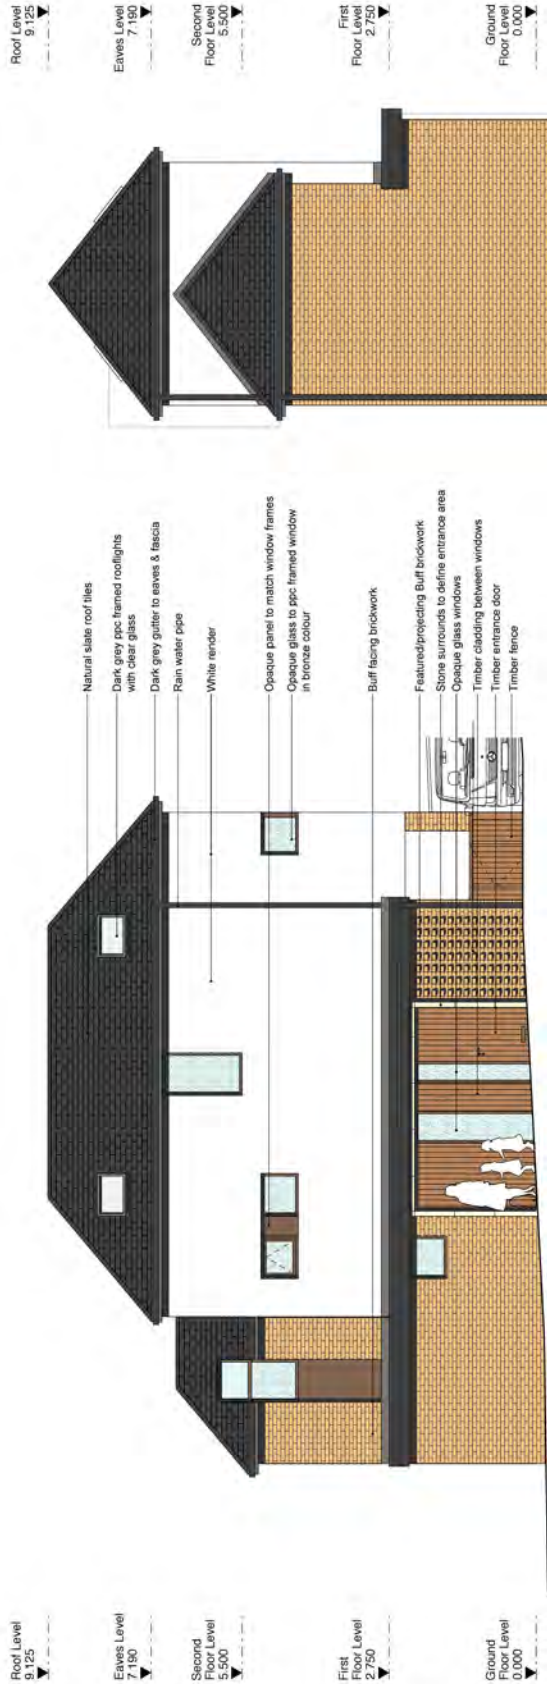 Roof Level
9.125
Eaves Level
7.190
Second
Floor Level
5.500
First
Floor Level
2.750
Ground
Floor Level
0.000
Natural slate roof tiles
Dark grey ppc framed rooflights
with clear glass
Dark grey gutter to eaves & fascia
Rain water pipe
White render
Opaque panel to match window frames
Opaque glass to ppc framed window
in bronze colour
Buff facing brickwork
Featured/projecting Buff brickwork
Stone surrounds to define entrance area
Opaque glass windows
Timber cladding between windows
Timber entrance door
Timber fence
Roof Level
9.125
Eaves Level
7.190
Second
Floor Level
5.500
First
Floor Level
2.750
Ground
Floor Level
0.000